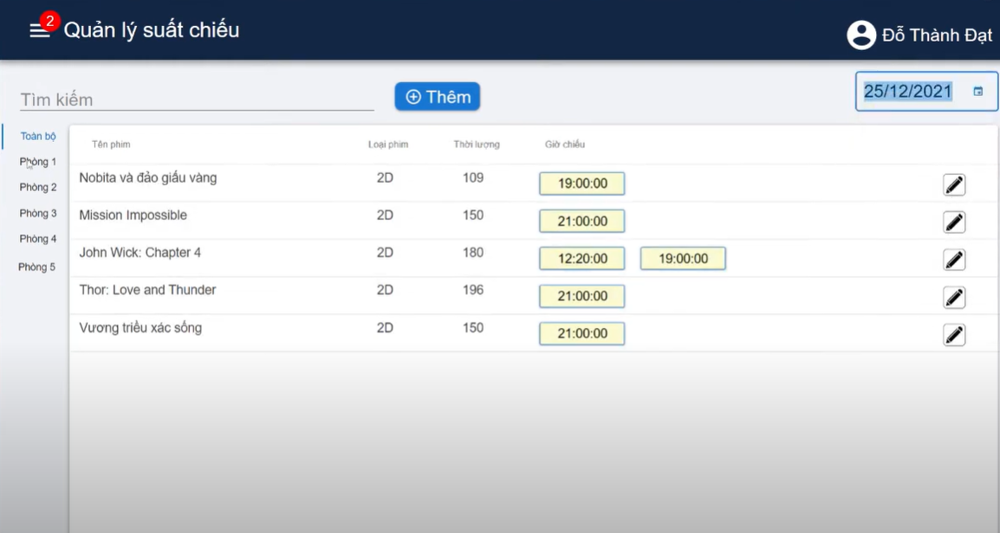 2
Quản lý suất chiếu
Đỗ Thành Đạt
Tìm kiếm
Thêm
25/12/2021
Toàn bộ
Phòng 1
Phòng 2
Phòng 3
Phòng 4
Phòng 5
Tên phim Loại phim Thời lượng Giờ chiếu
Nobita và đảo giấu vàng 2D 109 19:00:00
Mission Impossible 2D 150 21:00:00
John Wick: Chapter 4 2D 180 12:20:00 19:00:00
Thor: Love and Thunder 2D 196 21:00:00
Vương triều xác sống 2D 150 21:00:00